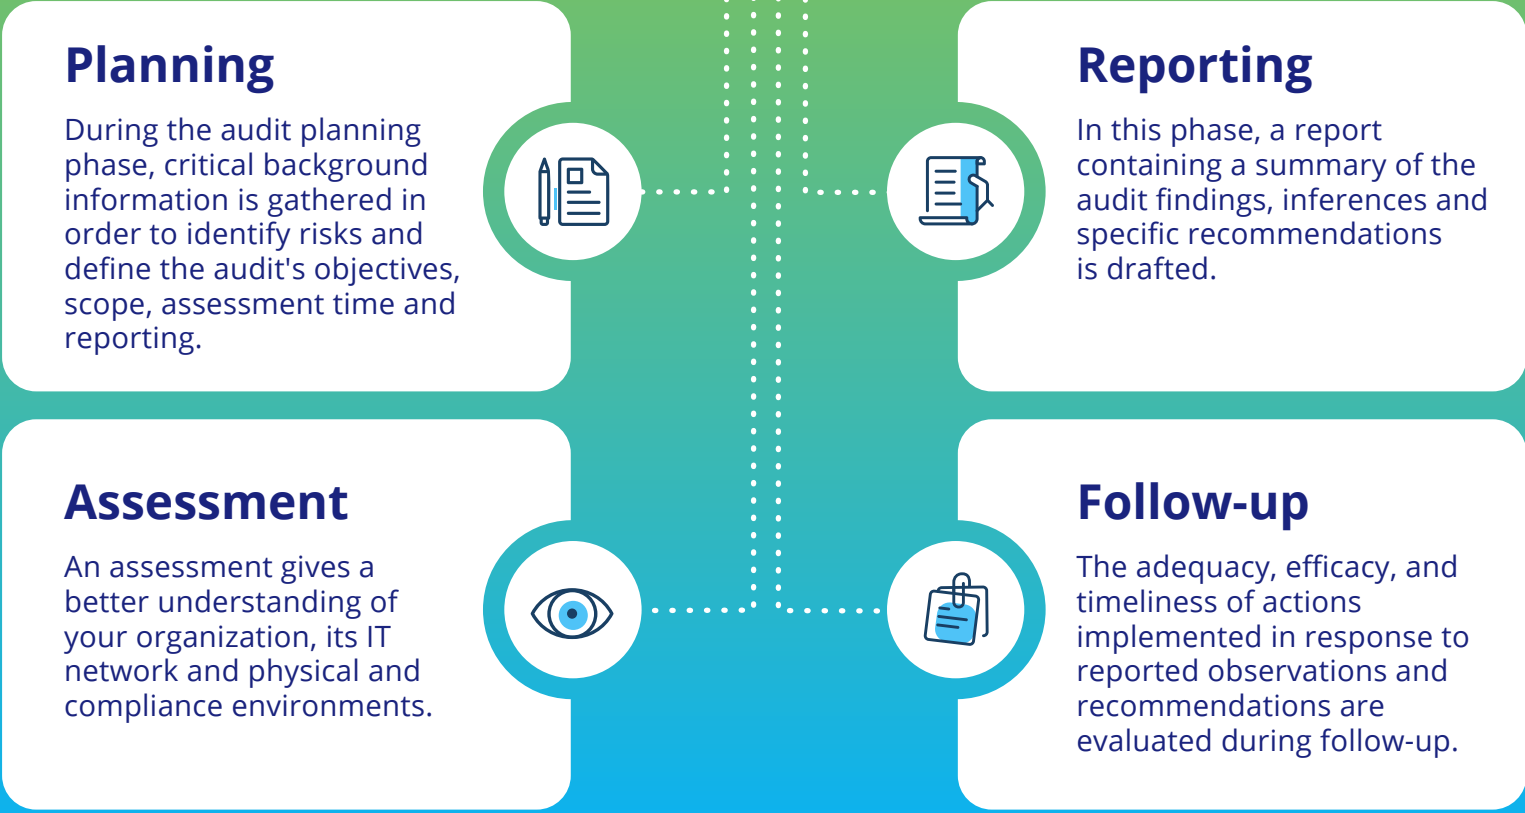 Planning
During the audit planning
phase, critical background
information is gathered in
order to identify risks and
define the audit's objectives,
scope, assessment time and
reporting.
Assessment
An assessment gives a
better understanding of
your organization, its IT
network and physical and
compliance environments.
Reporting
In this phase, a report
containing a summary of the
audit findings, inferences and
specific recommendations
is drafted.
Follow-up
The adequacy, efficacy, and
timeliness of actions
implemented in response to
reported observations and
recommendations are
evaluated during follow-up.